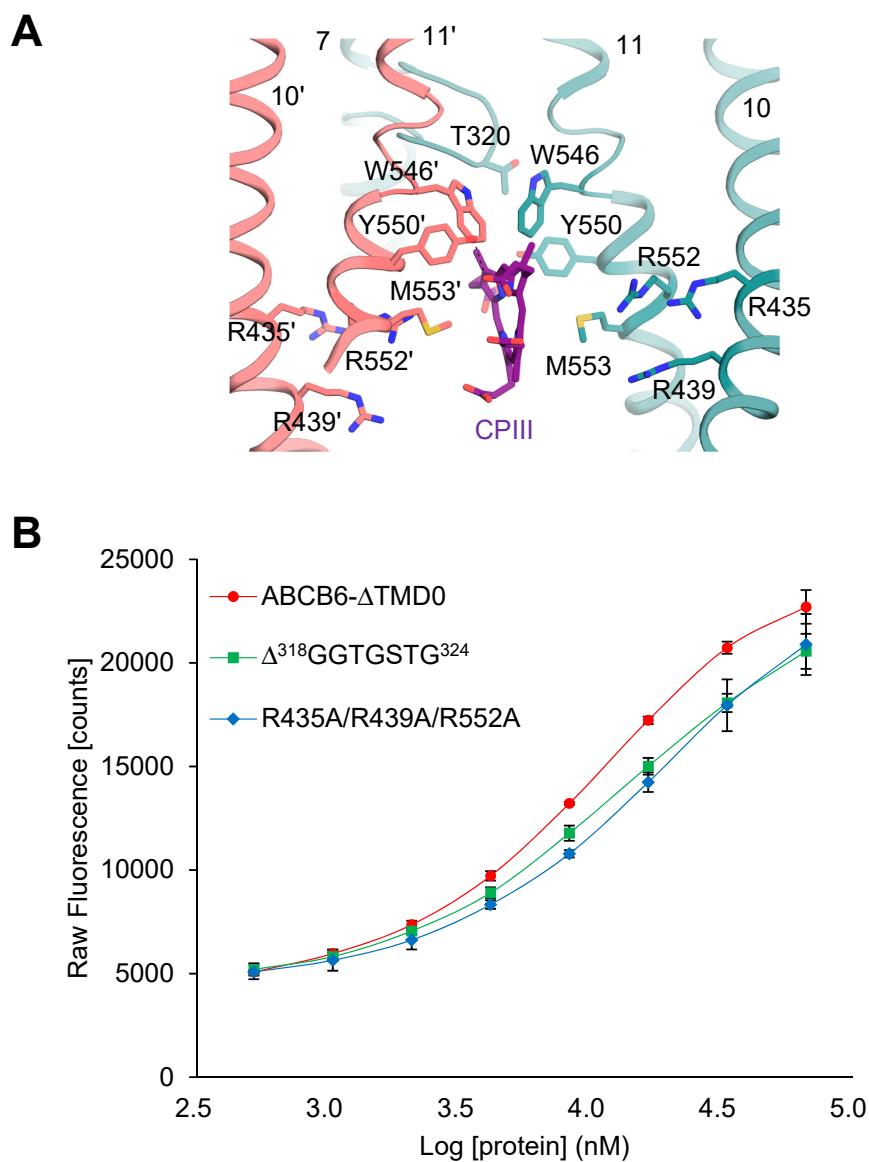 A
7
11'
11
10'
10
T320
W546'
W546
Y550'
Y550
R552
M553'
R435'
R435
R552'
M553
R439
R439'
CPIII
B
25000
ABCB6-ΔTMD0
20000
Δ³¹⁸GGTGSTG³²⁴
R435A/R439A/R552A
15000
10000
5000
0
Raw Fluorescence [counts]
2.5 3.0 3.5 4.0 4.5 5.0
Log [protein] (nM)